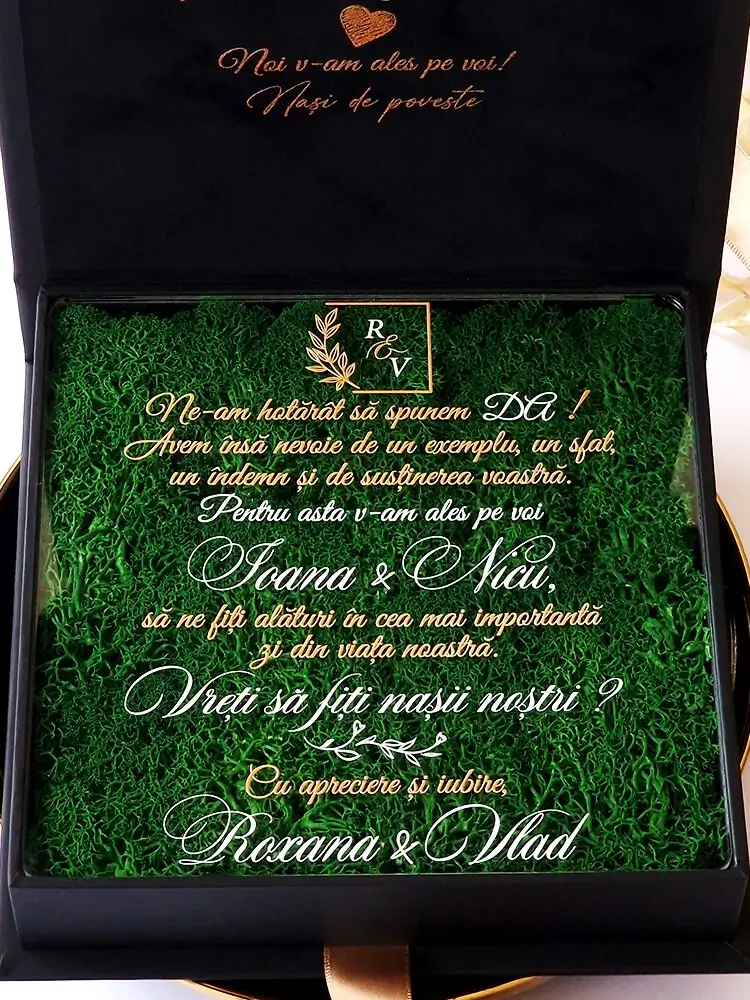 Noi v-am ales pe voi!
Nași de poveste
R
&
V
Ne-am hotărât să spunem DA !
Avem însă nevoie de un exemplu, un sfat,
un îndemn și de susținerea voastră.
Pentru asta v-am ales pe voi
Ioana & Nicu,
să ne fiți alături în cea mai importantă
zi din viața noastră.
Vreți să fiți nașii noștri ?
Cu apreciere și iubire,
Roxana & Vlad